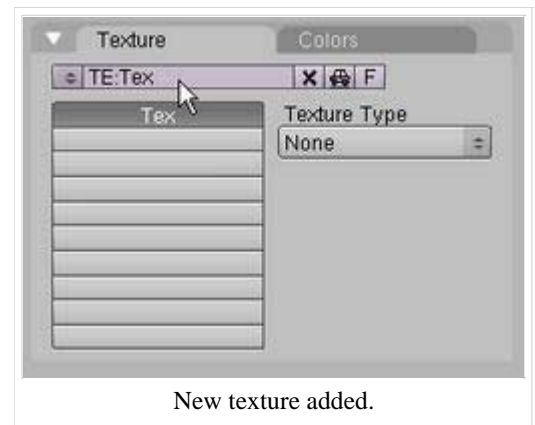 Texture Colors
TE:Tex X F
Tex Texture Type
None
New texture added.